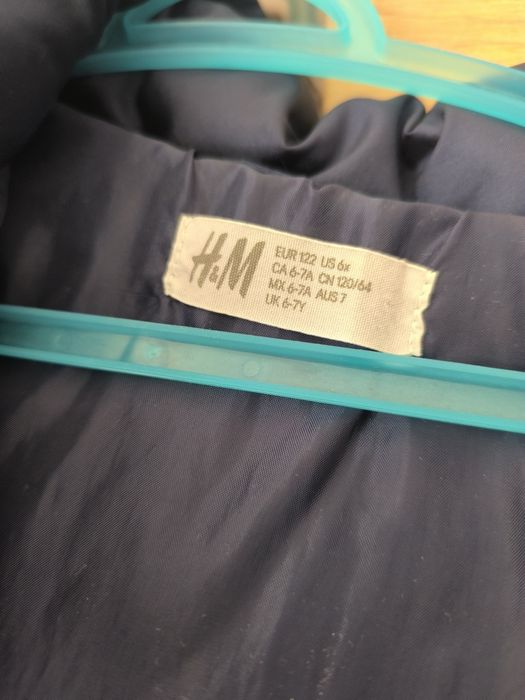 H&M
EUR 122 US 6x
CA 6-7A CN 120/64
MX 6-7A AUS 7
UK 6-7Y